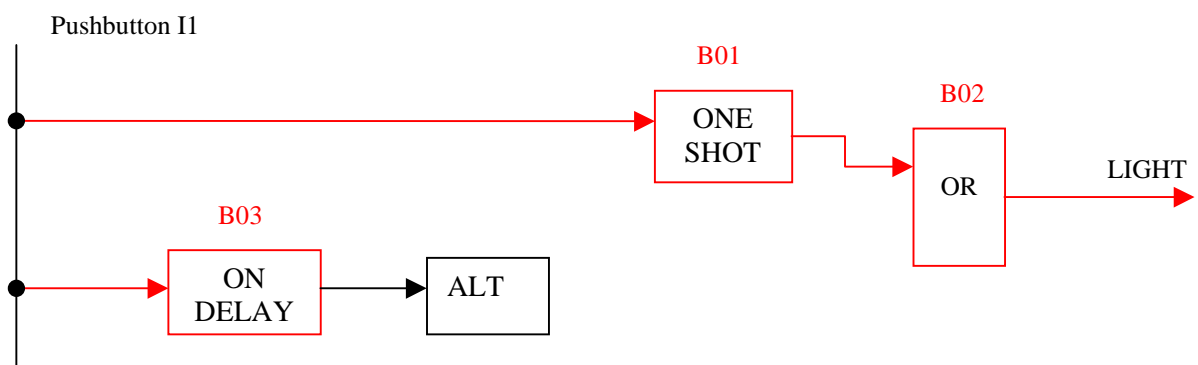 Pushbutton I1
B01
ONE
SHOT
B02
OR
LIGHT
B03
ON
DELAY
ALT